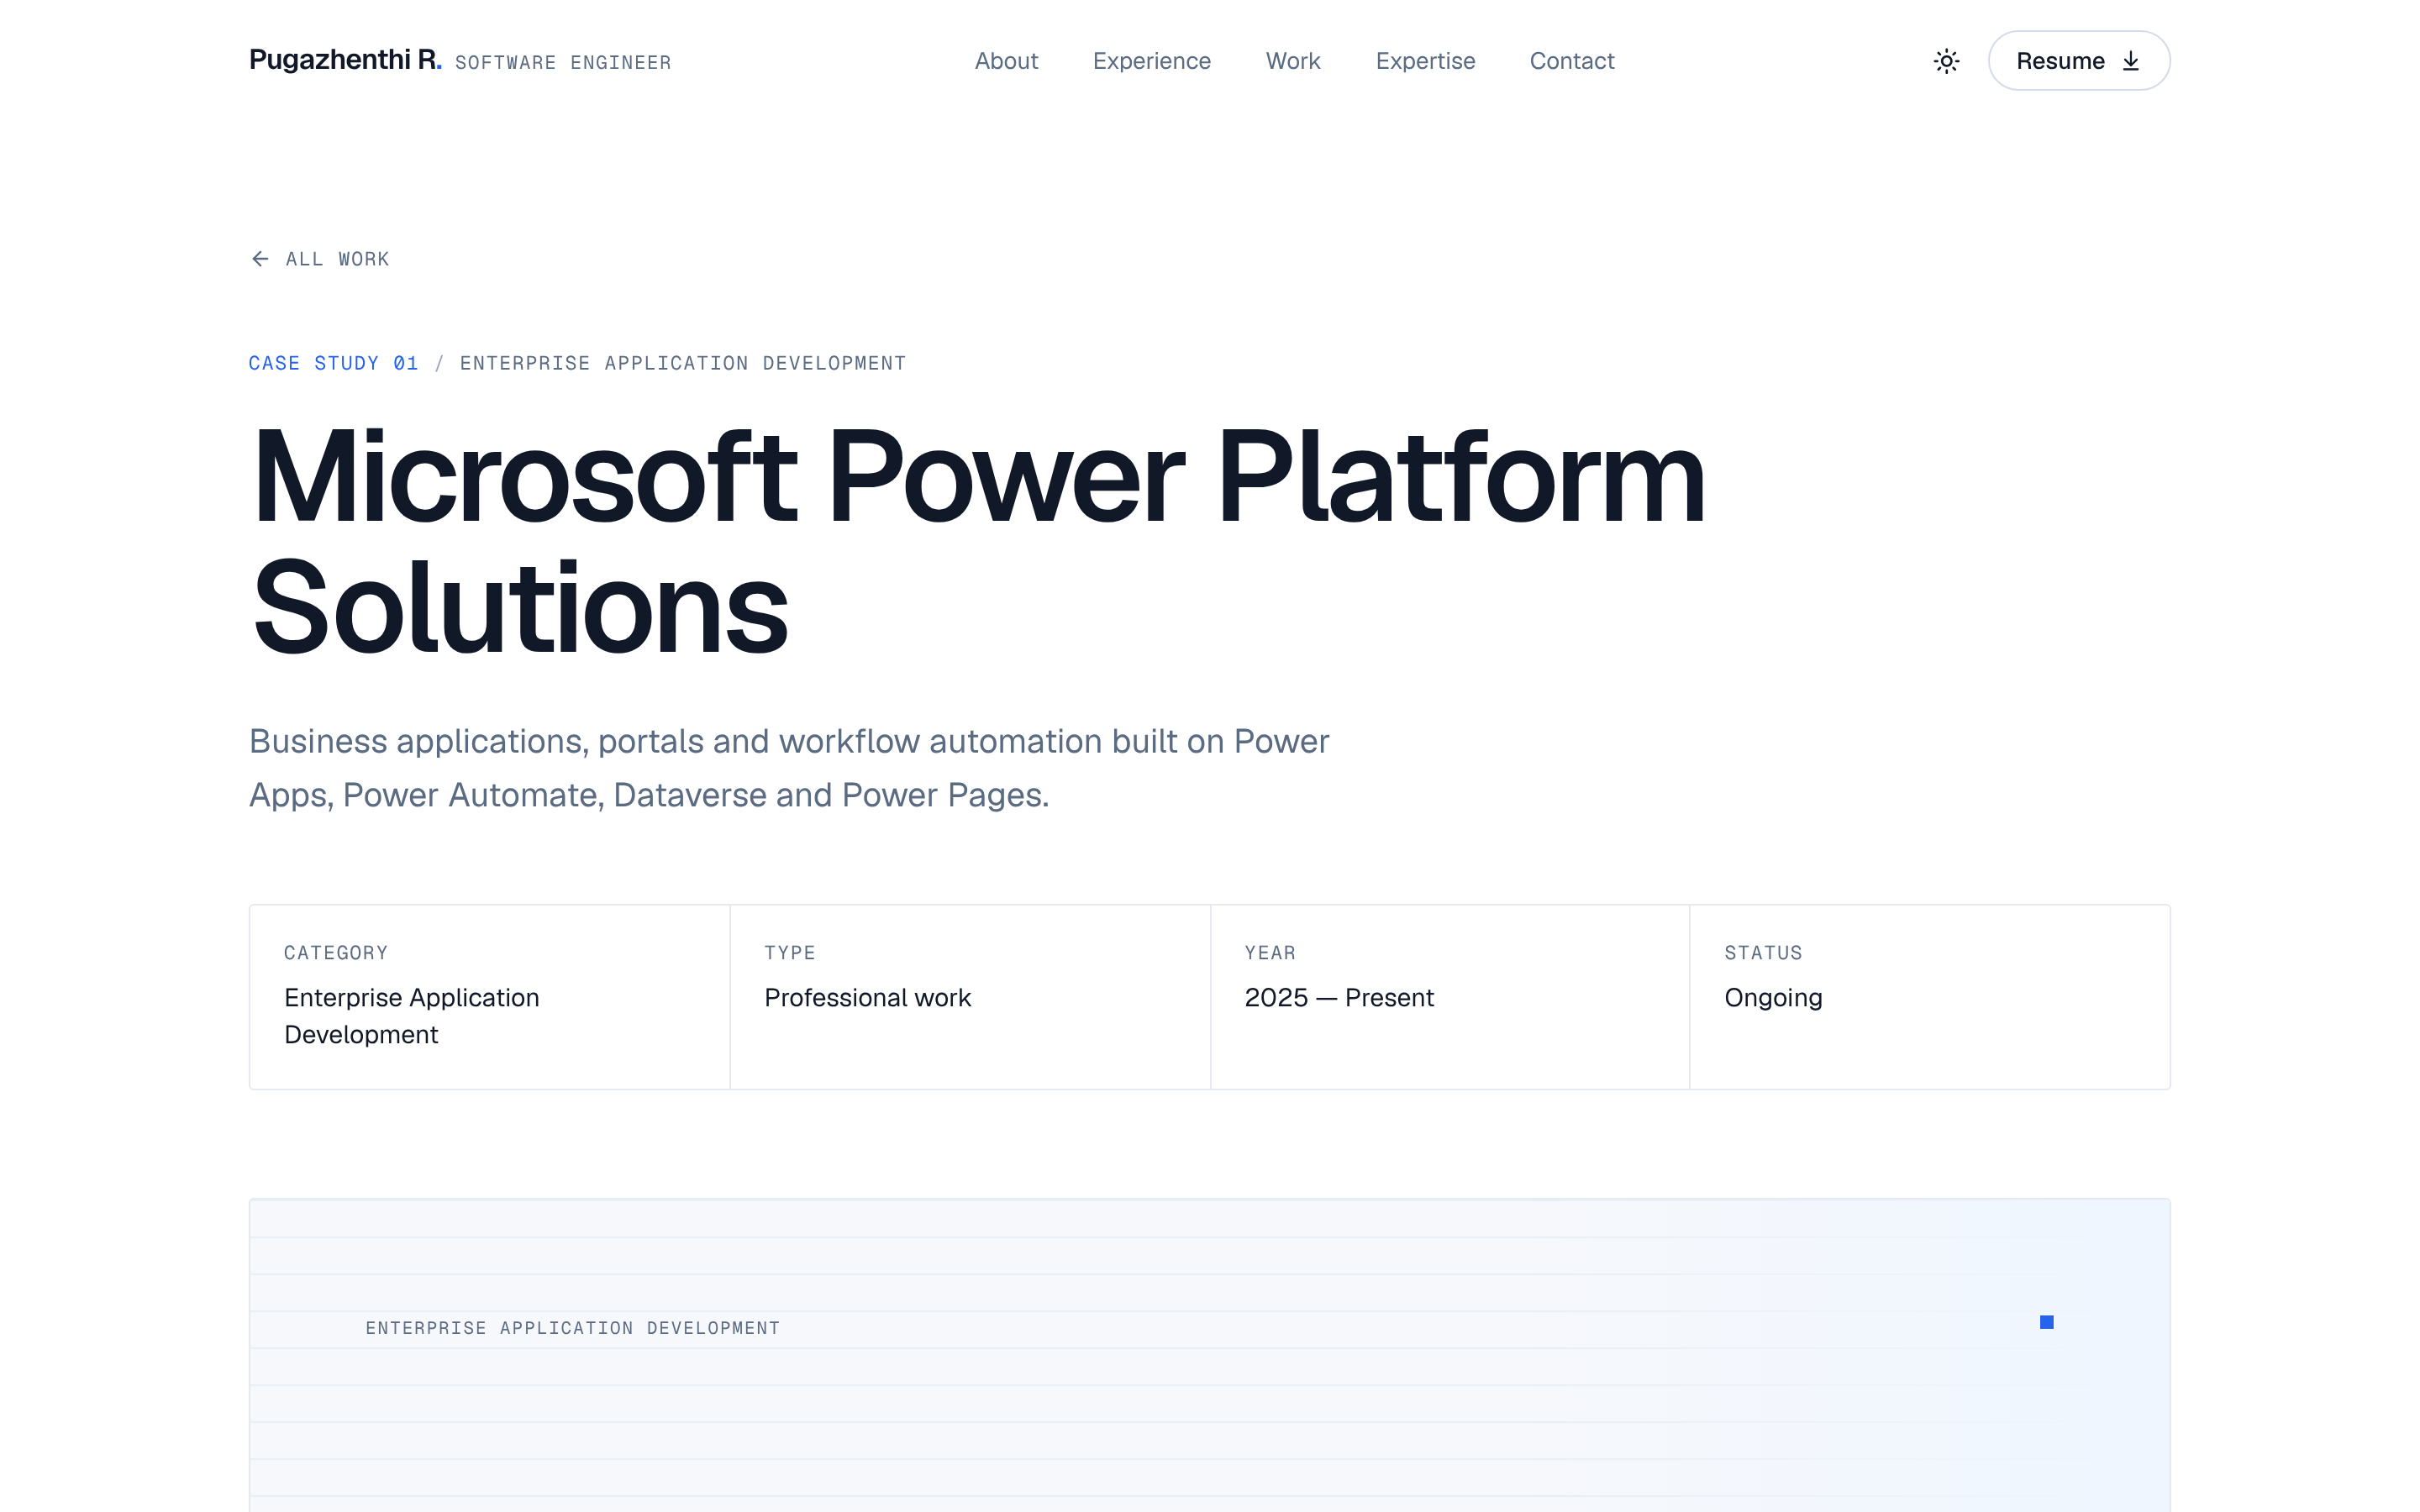 Pugazhenthi R. SOFTWARE ENGINEER
About Experience Work Expertise Contact
Resume
ALL WORK
CASE STUDY 01 / ENTERPRISE APPLICATION DEVELOPMENT
Microsoft Power Platform
Solutions
Business applications, portals and workflow automation built on Power
Apps, Power Automate, Dataverse and Power Pages.
CATEGORY
Enterprise Application
Development
TYPE
Professional work
YEAR
2025 — Present
STATUS
Ongoing
ENTERPRISE APPLICATION DEVELOPMENT